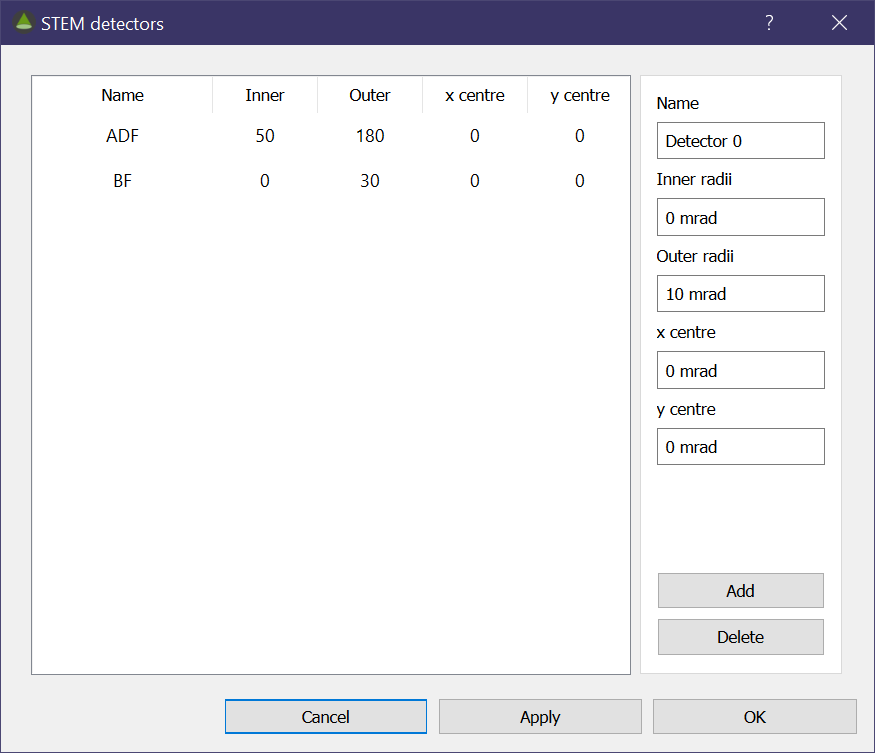 STEM detectors
?
Name Inner Outer x centre y centre
ADF 50 180 0 0
BF 0 30 0 0
Name
Detector 0
Inner radii
0 mrad
Outer radii
10 mrad
x centre
0 mrad
y centre
0 mrad
Add
Delete
Cancel Apply OK